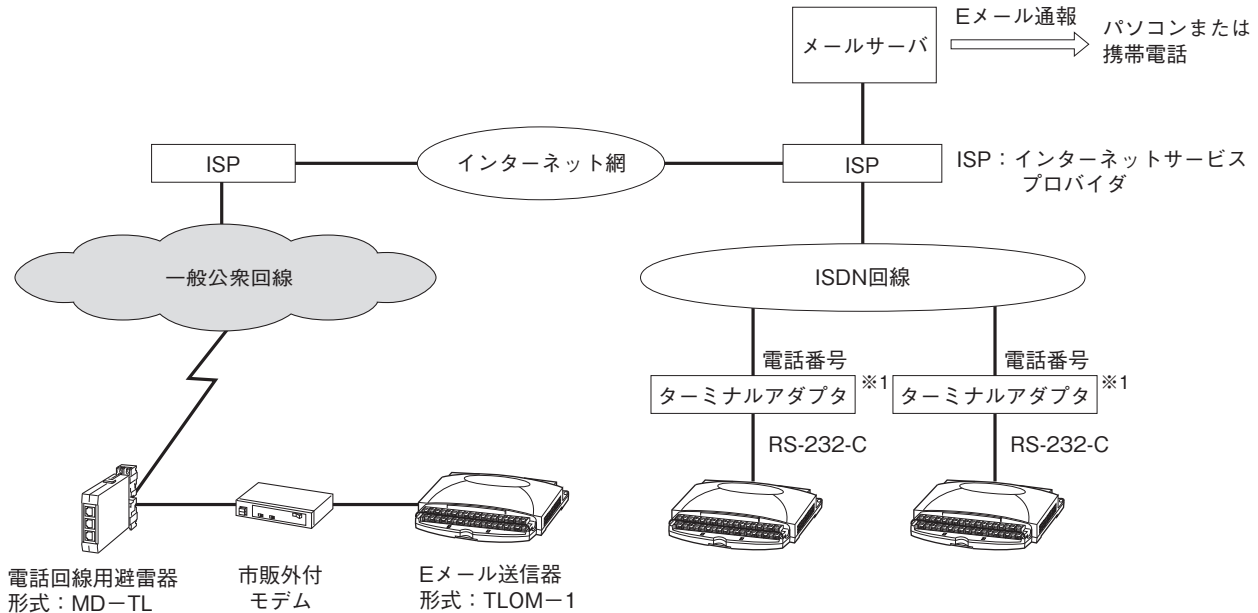 Eメール通報
メールサーバ
パソコンまたは
携帯電話
ISP
インターネット網
ISP
ISP：インターネットサービス
プロバイダ
一般公衆回線
ISDN回線
電話番号
電話番号
ターミナルアダプタ ※1
ターミナルアダプタ ※1
RS-232-C
RS-232-C
電話回線用避雷器
形式：MD－TL
市販外付
モデム
Eメール送信器
形式：TLOM－1